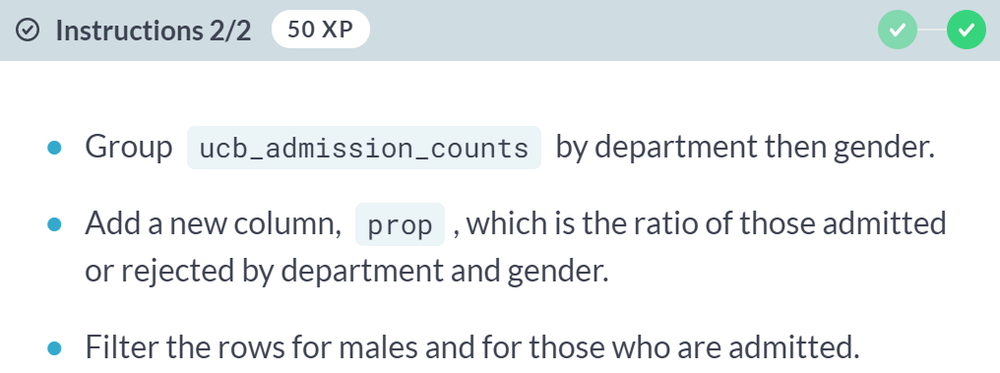 Instructions 2/2 50 XP
Group ucb_admission_counts by department then gender.
Add a new column, prop , which is the ratio of those admitted
or rejected by department and gender.
Filter the rows for males and for those who are admitted.